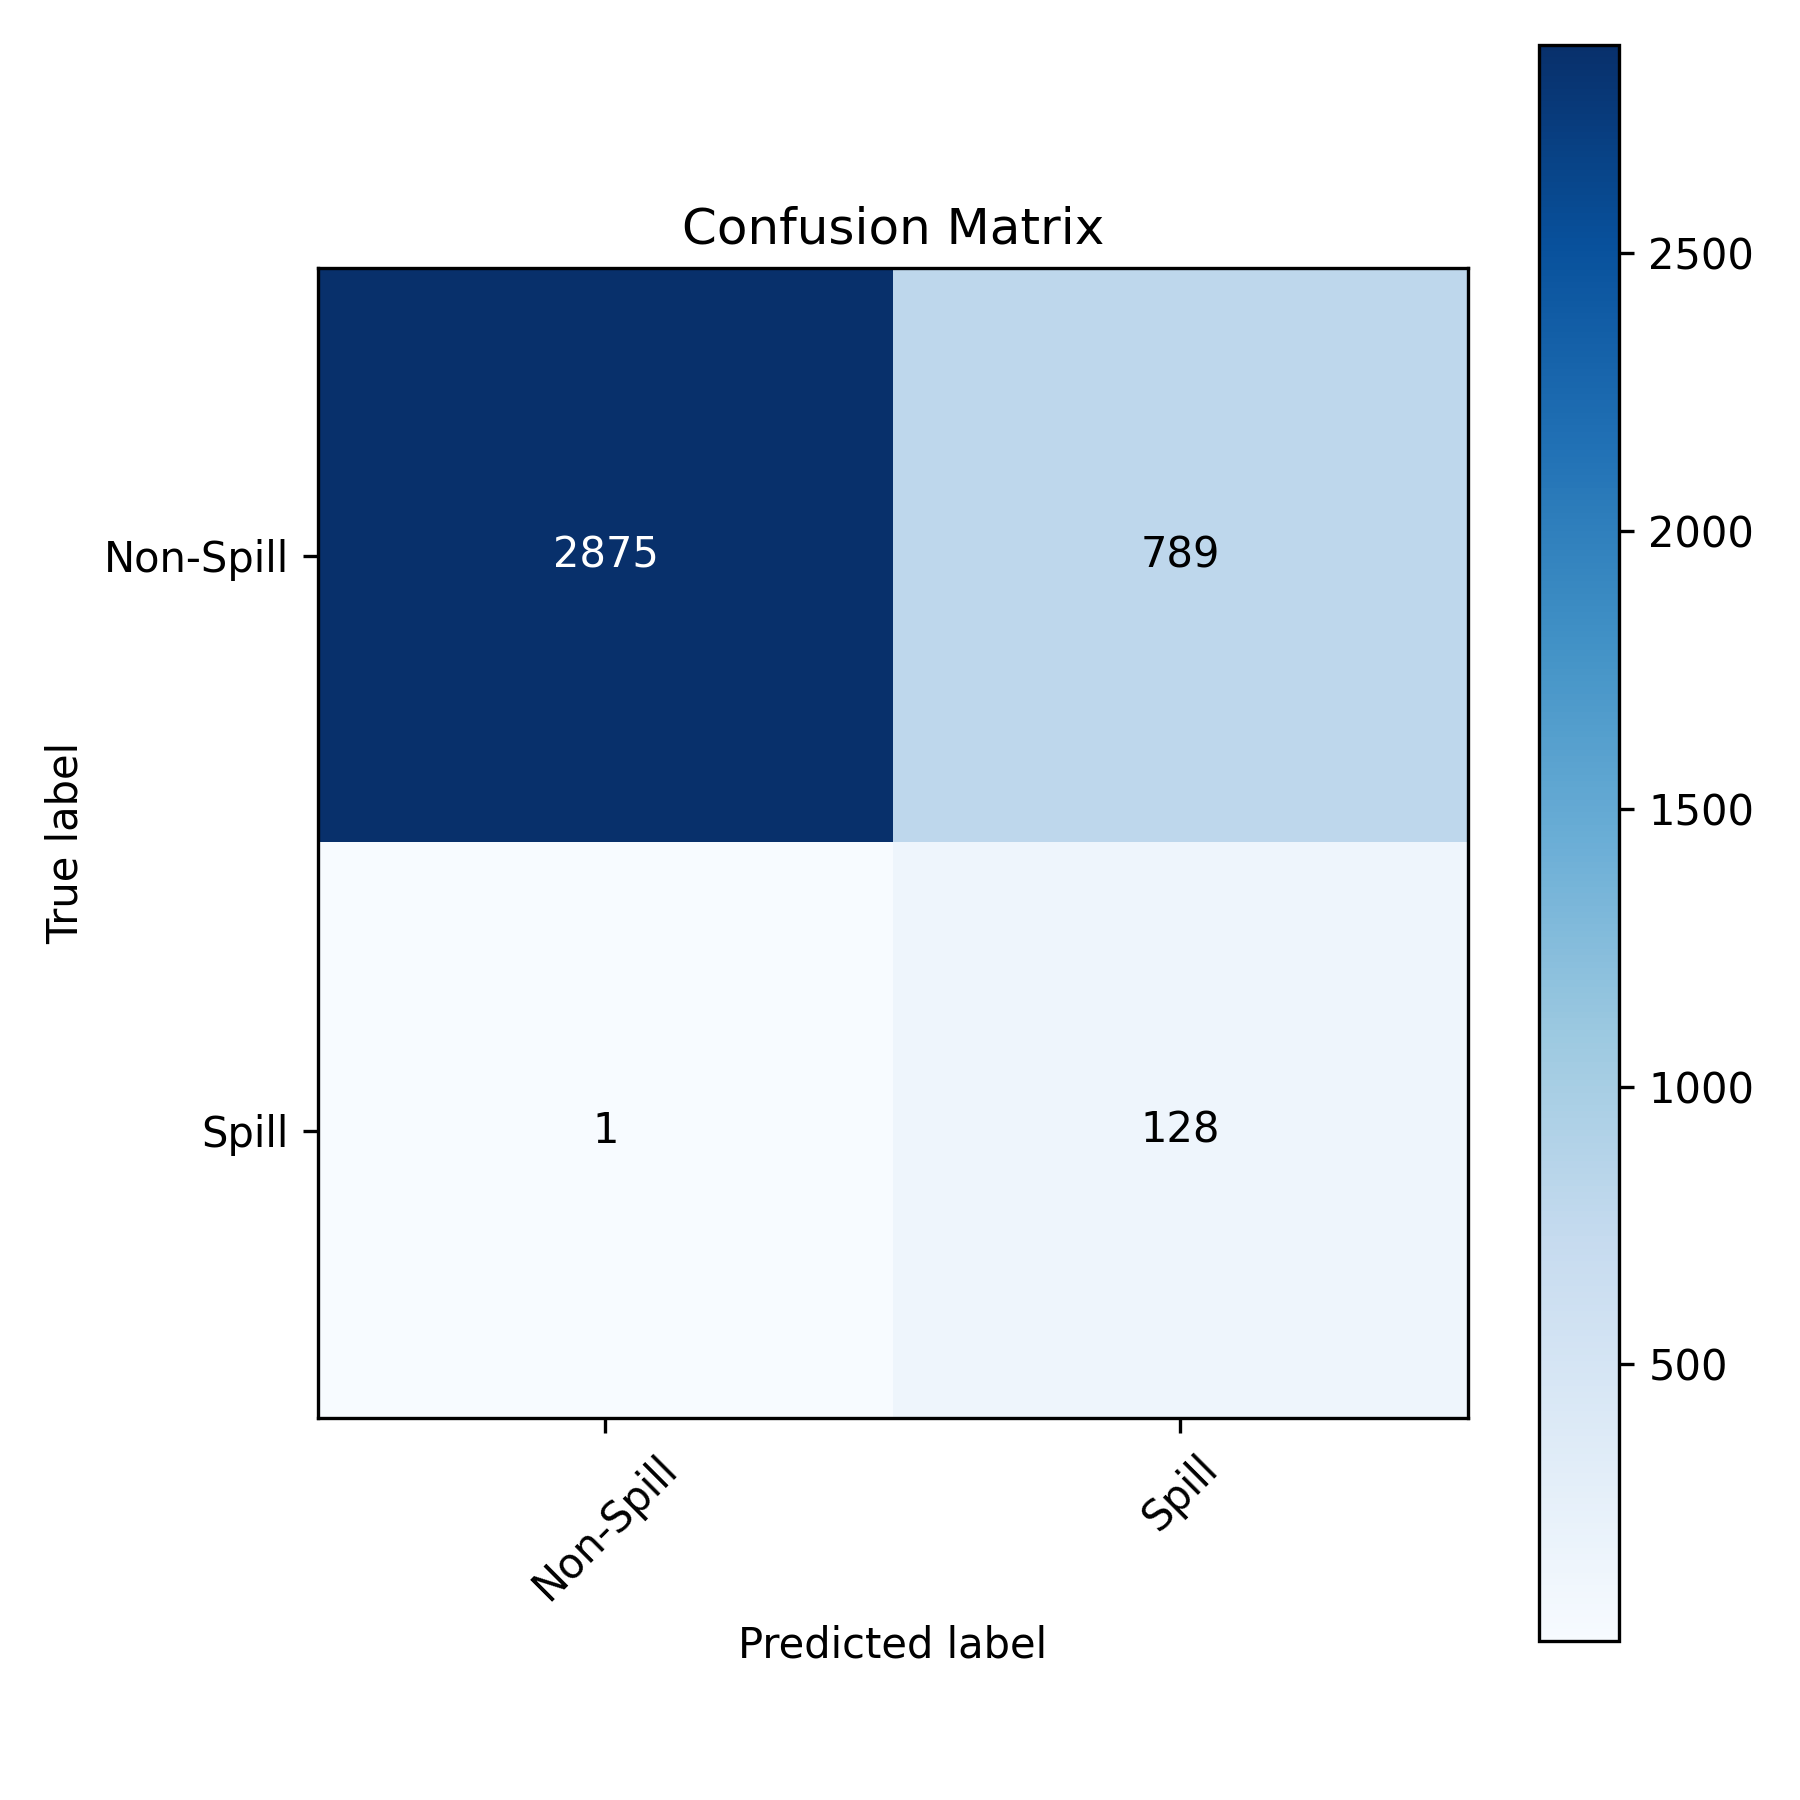 Confusion Matrix
2500
2000
1500
1000
500
Non-Spill
2875
789
True label
Spill
1
128
Non-Spill
Spill
Predicted label